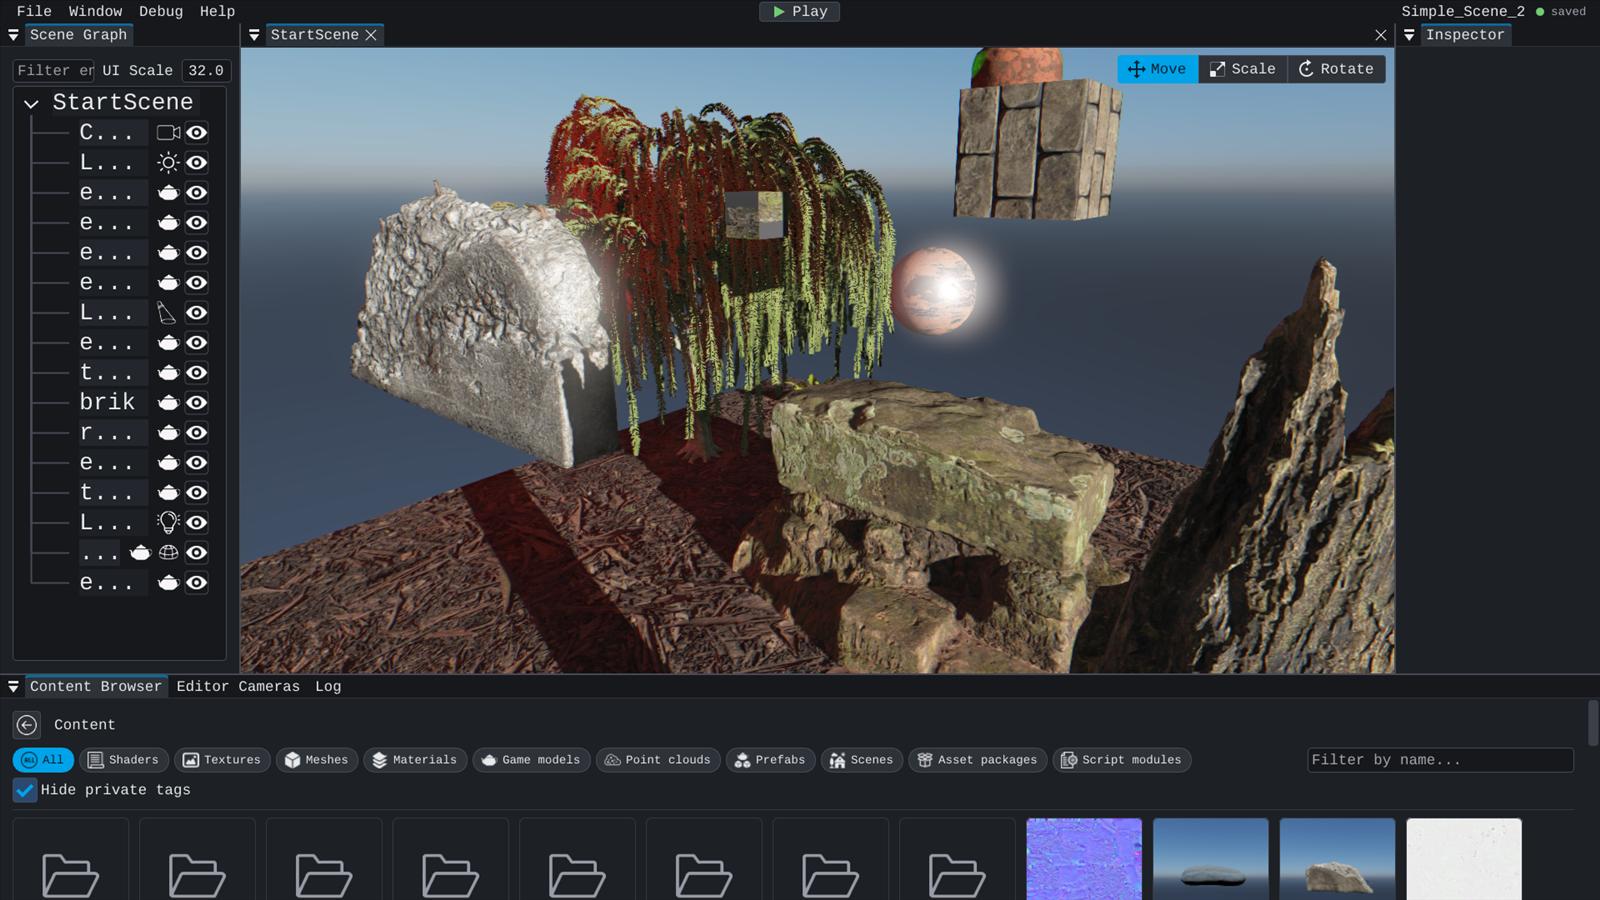 File Window Debug Help
Play
Simple_Scene_2 saved
Scene Graph
StartScene
Inspector
Filter er
UI Scale 32.0
Move Scale Rotate
StartScene
C...
L...
e...
e...
e...
e...
L...
e...
t...
brik
r...
e...
t...
L...
...
e...
Content Browser Editor Cameras Log
Content
ALL All Shaders Textures Meshes Materials Game models Point clouds Prefabs Scenes Asset packages Script modules
Filter by name...
Hide private tags